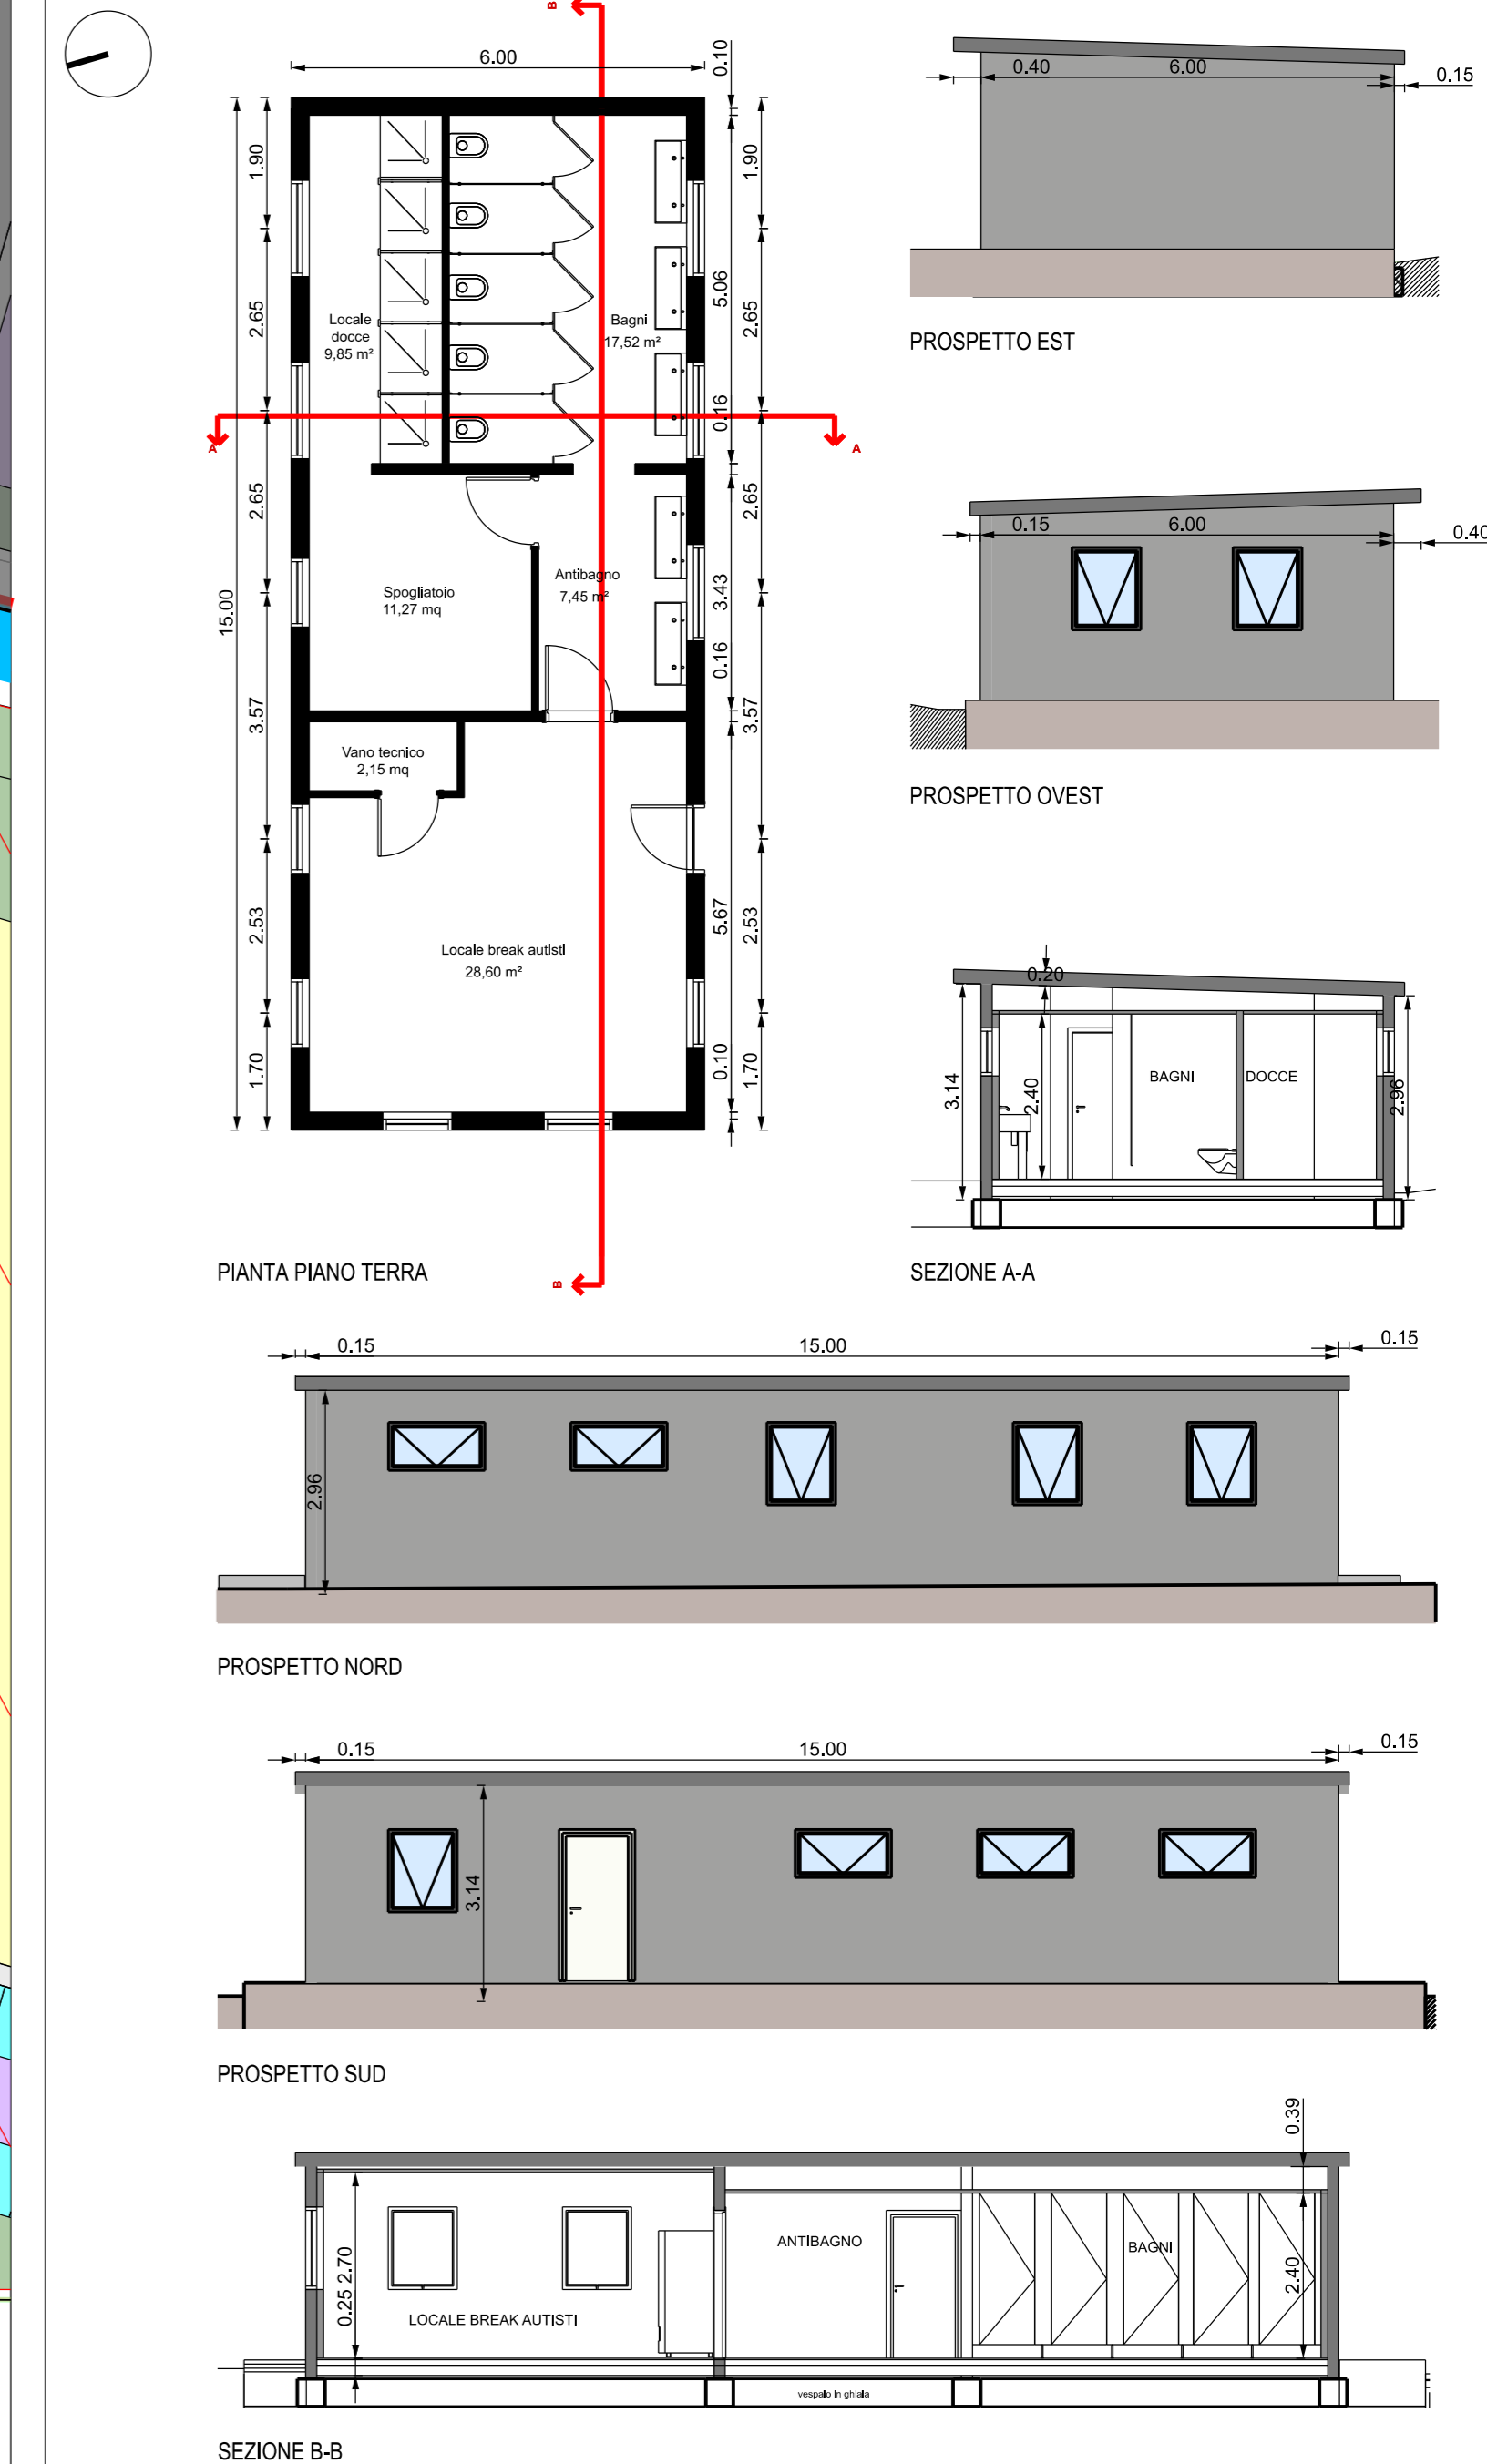 B
6.00
0.10
1.90
2.65
2.65
3.57
2.53
1.70
15.00
Locale
docce
9,85 m²
Bagni
17,52 m²
5.06
0.16
3.43
0.16
5.67
0.10
1.90
2.65
2.65
3.57
2.53
1.70
A
A
Spogliatoio
11,27 mq
Antibagno
7,45 m²
Vano tecnico
2,15 mq
Locale break autisti
28,60 m²
B
PIANTA PIANO TERRA
0.40
6.00
0.15
PROSPETTO EST
0.15
6.00
0.40
PROSPETTO OVEST
0.20
3.14
2.40
BAGNI
DOCCE
2.96
SEZIONE A-A
0.15
15.00
0.15
2.96
PROSPETTO NORD
0.15
15.00
0.15
3.14
PROSPETTO SUD
0.39
0.25 2.70
LOCALE BREAK AUTISTI
ANTIBAGNO
BAGNI
2.40
vespaio in ghiaia
SEZIONE B-B